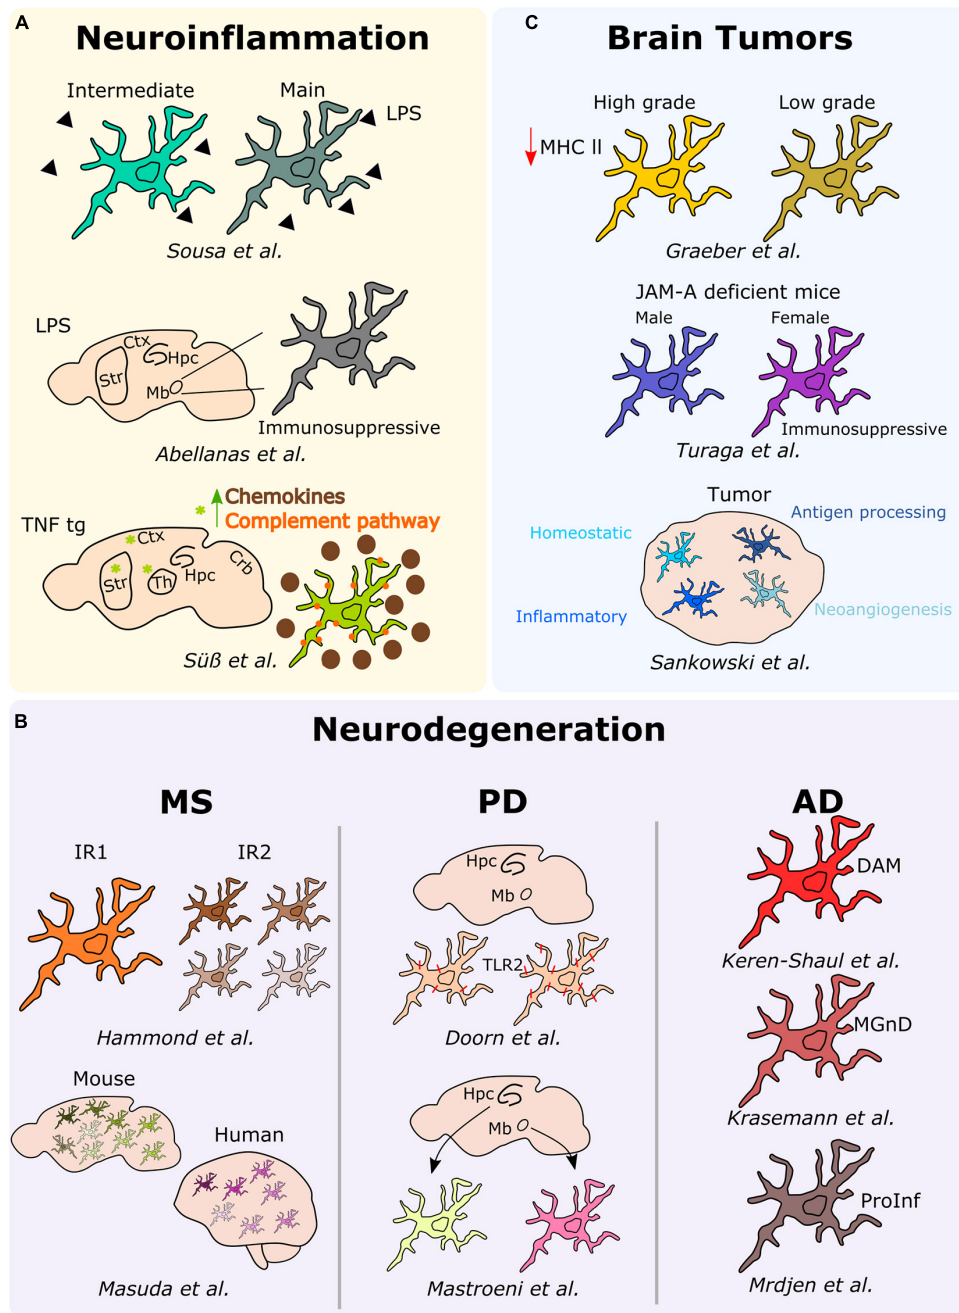 A
Neuroinflammation
Intermediate
Main
LPS
Sousa et al.
LPS
Ctx
Hpc
Str
Mb
Immunosuppressive
Abellanas et al.
Chemokines
Complement pathway
TNF tg
Ctx
Crb
Str
Th
Hpc
Süß et al.
C
Brain Tumors
High grade
Low grade
MHC ll
Graeber et al.
JAM-A deficient mice
Male
Female
Immunosuppressive
Turaga et al.
Tumor
Antigen processing
Homeostatic
Inflammatory
Neoangiogenesis
Sankowski et al.
B
Neurodegeneration
MS
IR1
IR2
Hammond et al.
Mouse
Human
Masuda et al.
PD
Hpc
Mb
TLR2
Doorn et al.
Hpc
Mb
Mastroeni et al.
AD
DAM
Keren-Shaul et al.
MGnD
Krasemann et al.
ProInf
Mrdjen et al.